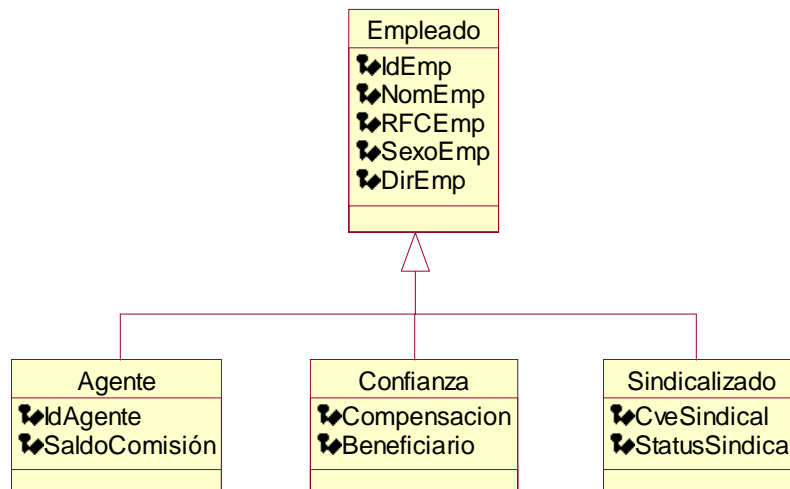 Empleado
IdEmp
NomEmp
RFCEmp
SexoEmp
DirEmp
Agente
IdAgente
SaldoComisión
Confianza
Compensacion
Beneficiario
Sindicalizado
CveSindical
StatusSindica